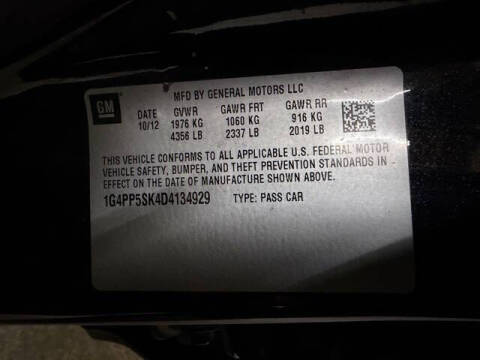 GM
MFD BY GENERAL MOTORS LLC
DATE GVWR GAWR FRT GAWR RR
10/12 1976 KG 1060 KG 916 KG
4356 LB 2337 LB 2019 LB
THIS VEHICLE CONFORMS TO ALL APPLICABLE U.S. FEDERAL MOTOR
VEHICLE SAFETY, BUMPER, AND THEFT PREVENTION STANDARDS IN
EFFECT ON THE DATE OF MANUFACTURE SHOWN ABOVE.
1G4PP5SK4D4134929 TYPE: PASS CAR